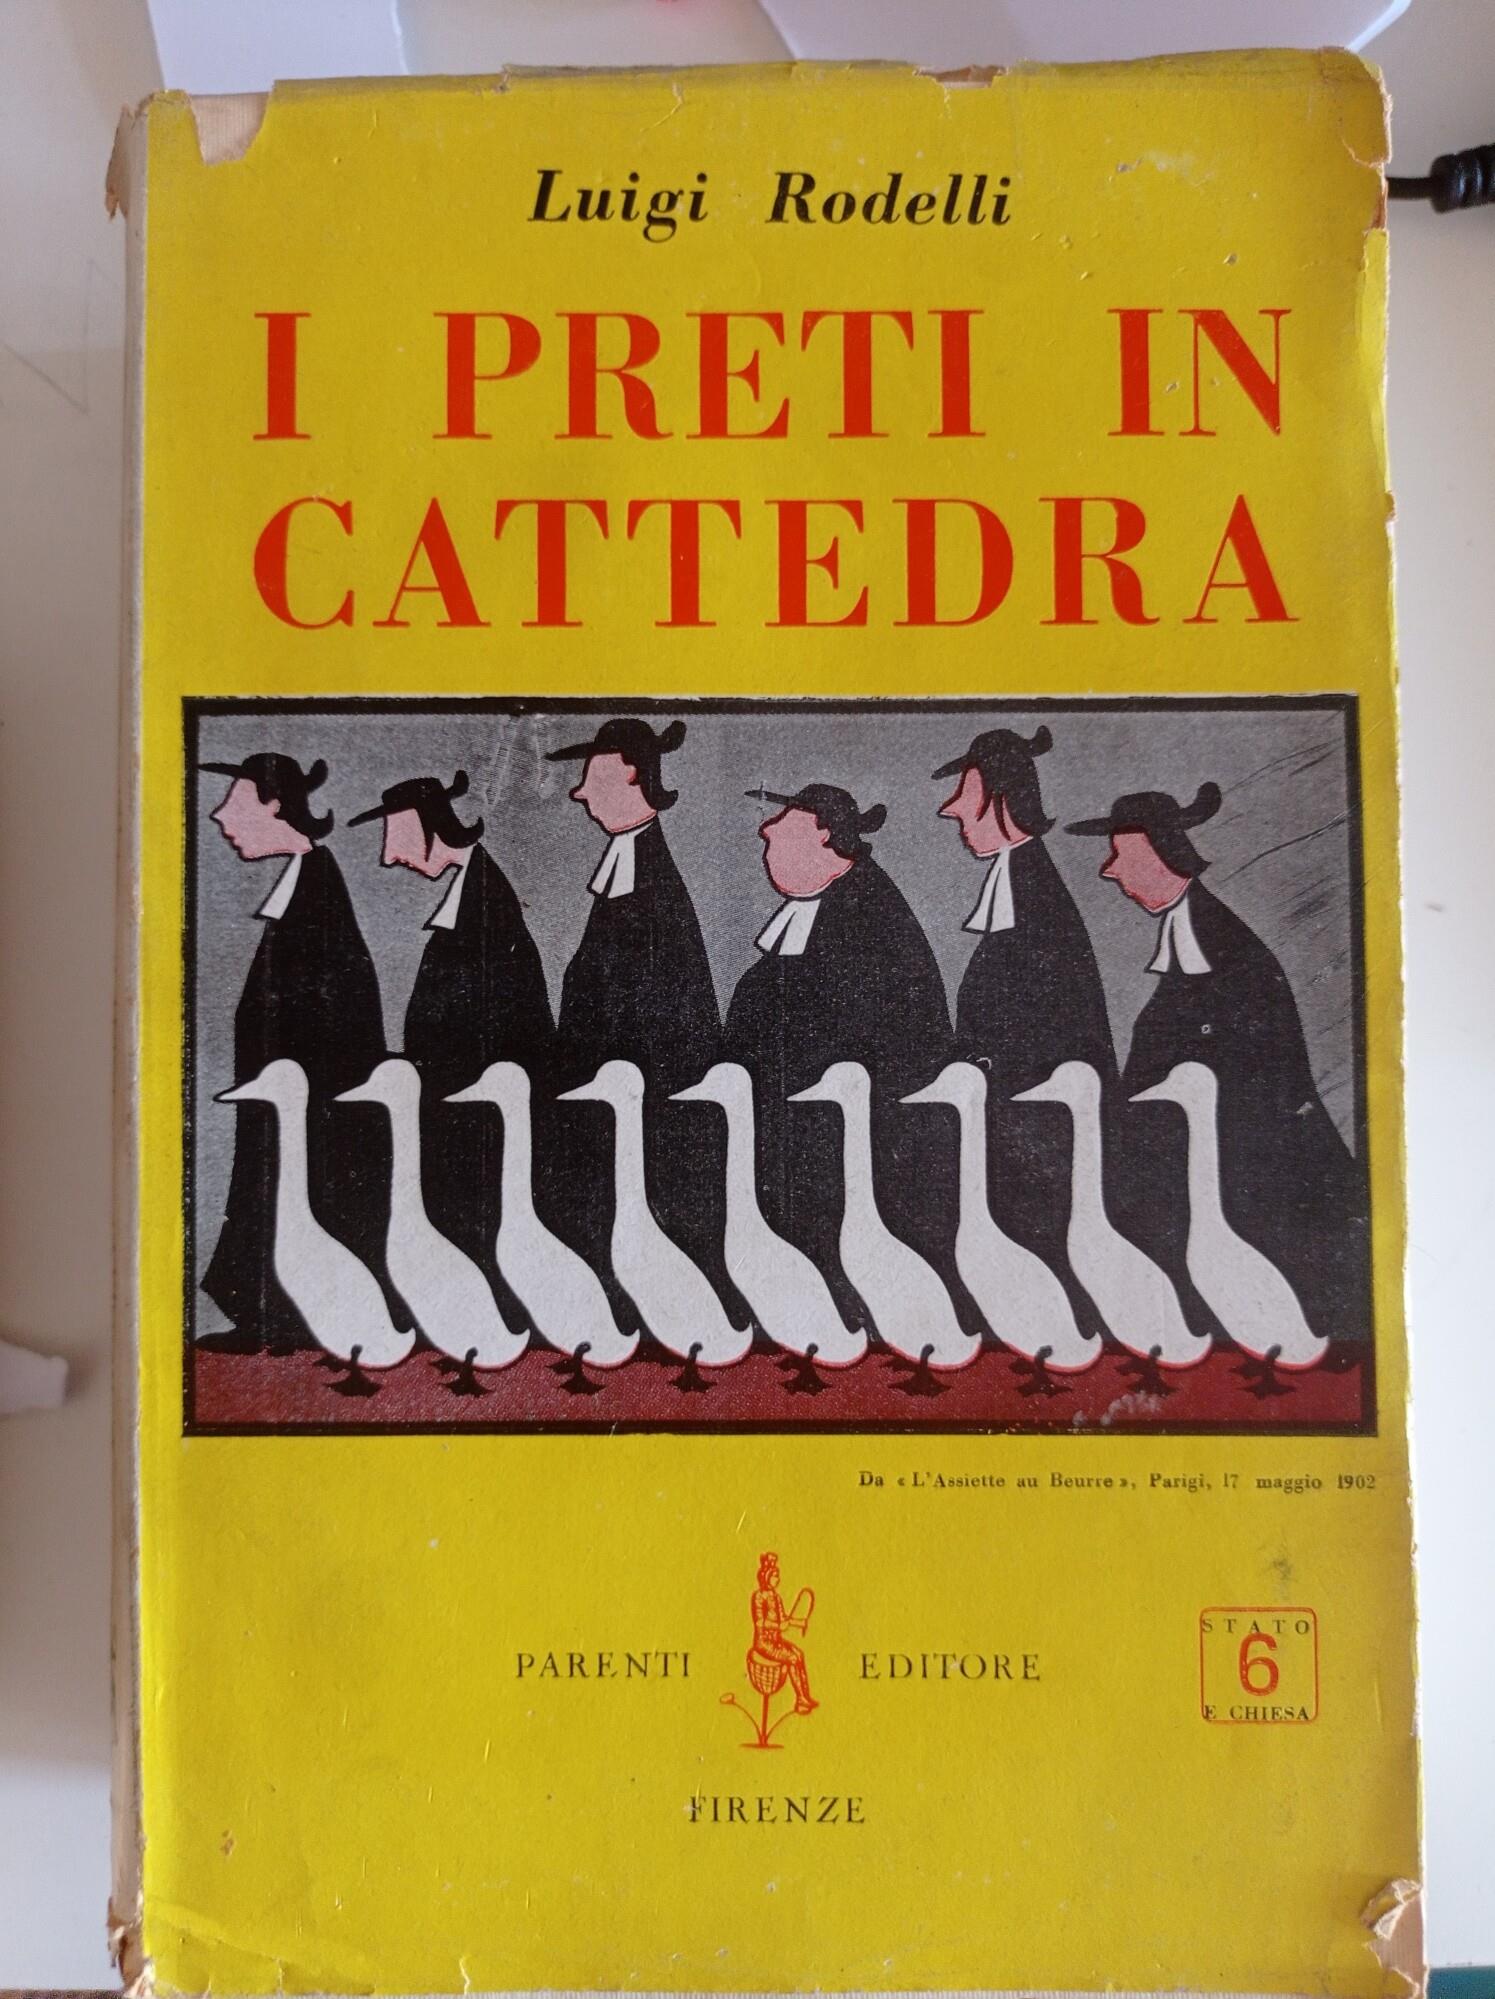 Luigi Rodelli
I PRETI IN
CATTEDRA
Da « L'Assiette au Beurre », Parigi, 17 maggio 1902
PARENTI EDITORE
STATO
6
E CHIESA
FIRENZE